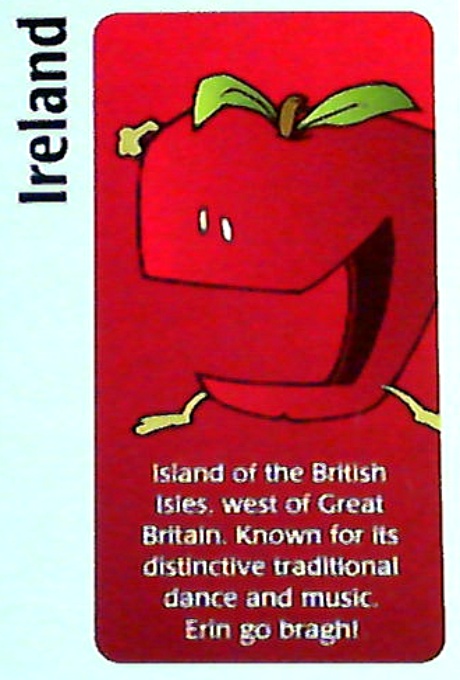 Ireland
Island of the British
Isles, west of Great
Britain. Known for its
distinctive traditional
dance and music.
Erin go bragh!